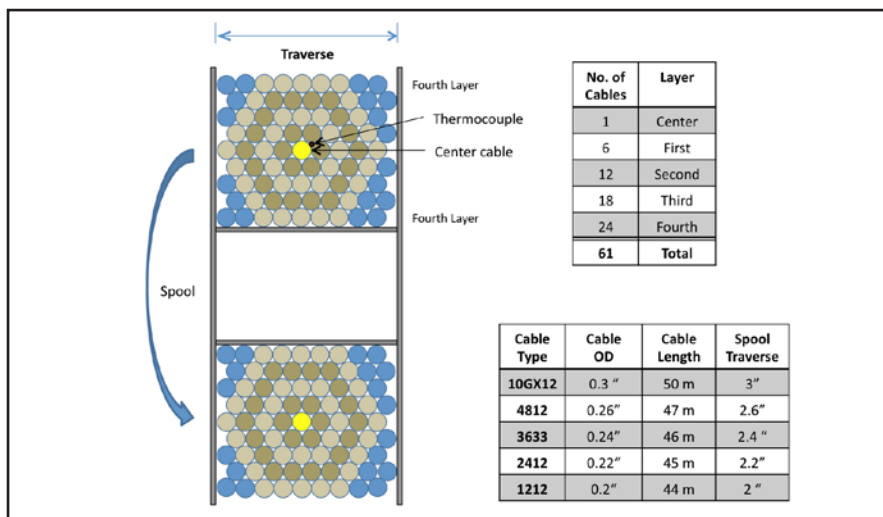 Traverse
Fourth Layer
Thermocouple
Center cable
Fourth Layer
Spool
No. of Cables Layer
1 Center
6 First
12 Second
18 Third
24 Fourth
61 Total
Cable Type Cable OD Cable Length Spool Traverse
10GX12 0.3 “ 50 m 3”
4812 0.26” 47 m 2.6”
3633 0.24” 46 m 2.4 “
2412 0.22” 45 m 2.2”
1212 0.2” 44 m 2 “